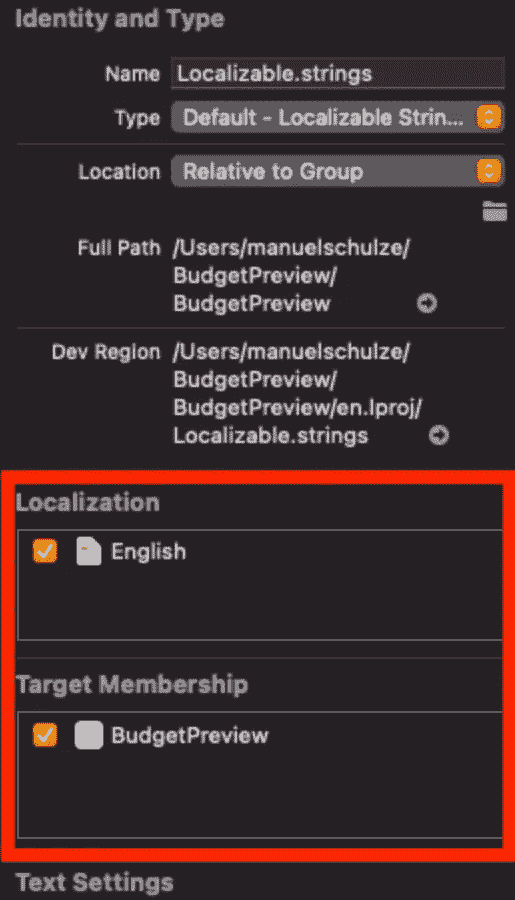 Identity and Type
Name Localizable.strings
Type Default - Localizable Strin...
Location Relative to Group
Full Path /Users/manuelschulze/
BudgetPreview/
BudgetPreview
Dev Region /Users/manuelschulze/
BudgetPreview/
BudgetPreview/en.lproj/
Localizable.strings
Localization
English
Target Membership
BudgetPreview
Text Settings